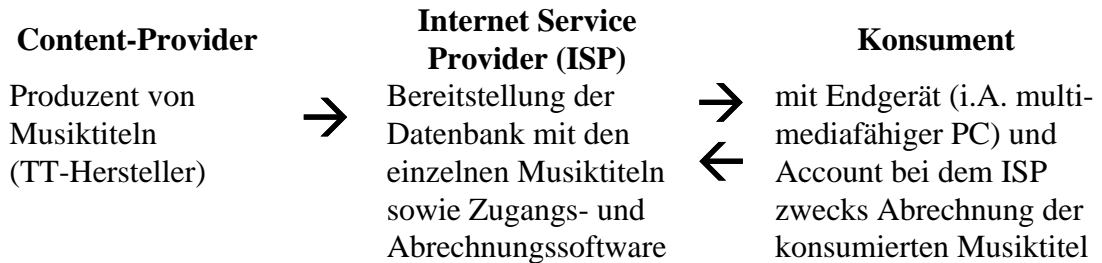 Content-Provider
Produzent von
Musiktiteln
(TT-Hersteller)
→
Internet Service
Provider (ISP)
Bereitstellung der
Datenbank mit den
einzelnen Musiktiteln
sowie Zugangs- und
Abrechnungssoftware
→
←
Konsument
mit Endgerät (i.A. multi-
mediafähiger PC) und
Account bei dem ISP
zwecks Abrechnung der
konsumierten Musiktitel